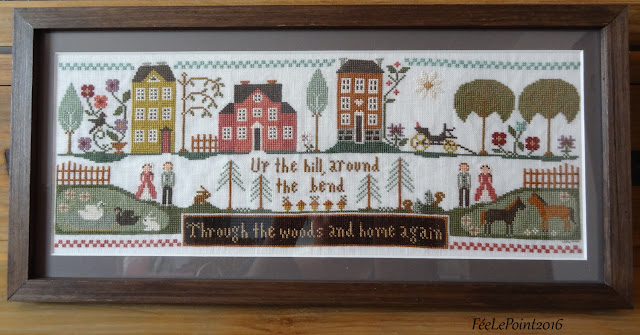 Up the hill, around
the bend
Through the woods and home again
FéeLePoint2016